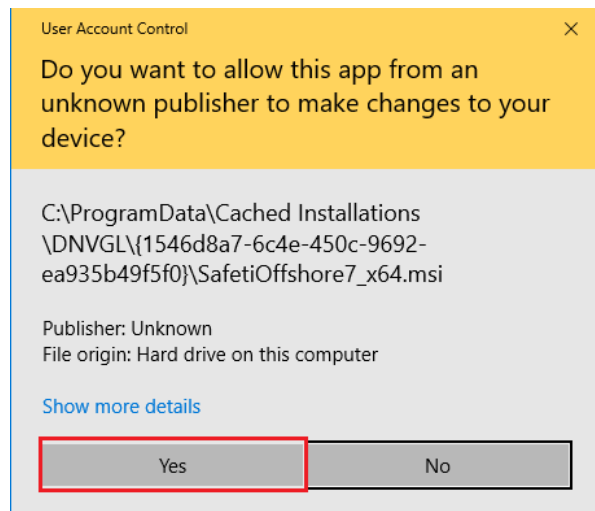 User Account Control
Do you want to allow this app from an
unknown publisher to make changes to your
device?
C:\ProgramData\Cached Installations
\DNVGL\{1546d8a7-6c4e-450c-9692-
ea935b49f5f0}\SafetiOffshore7_x64.msi
Publisher: Unknown
File origin: Hard drive on this computer
Show more details
Yes
No